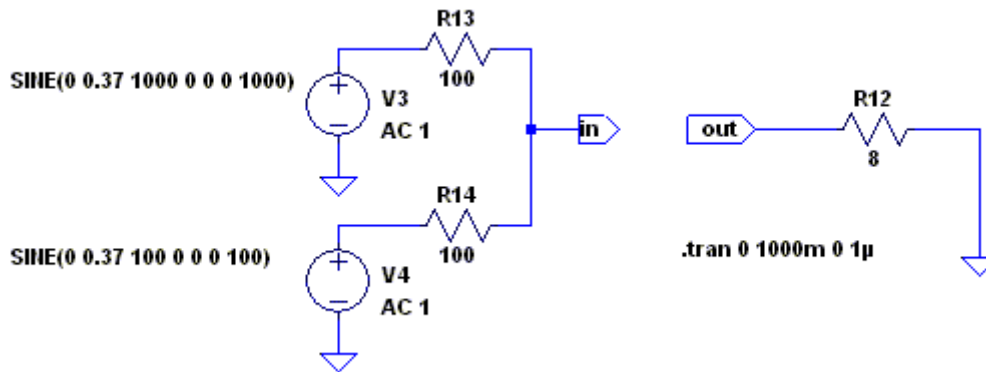 R13
100
SINE(0 0.37 1000 0 0 0 1000)
V3
AC 1
in
R14
100
SINE(0 0.37 100 0 0 0 100)
V4
AC 1
out
R12
8
.tran 0 1000m 0 1µ